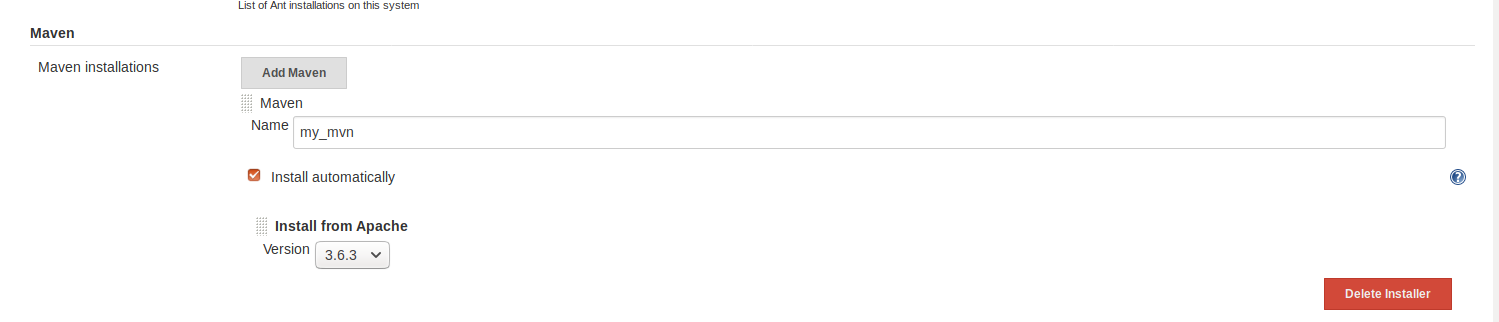 List of Ant installations on this system
Maven
Maven installations
Add Maven
Maven
Name my_mvn
Install automatically
?
Install from Apache
Version 3.6.3
Delete Installer